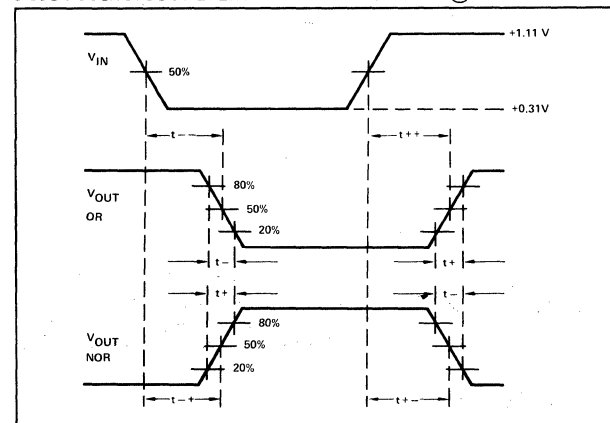 +1.11 V
VIN
50%
+0.31V
t−
t++
80%
VOUT
50%
OR
20%
t−
t+
t+
t−
80%
VOUT
50%
NOR
20%
t−+
t+−